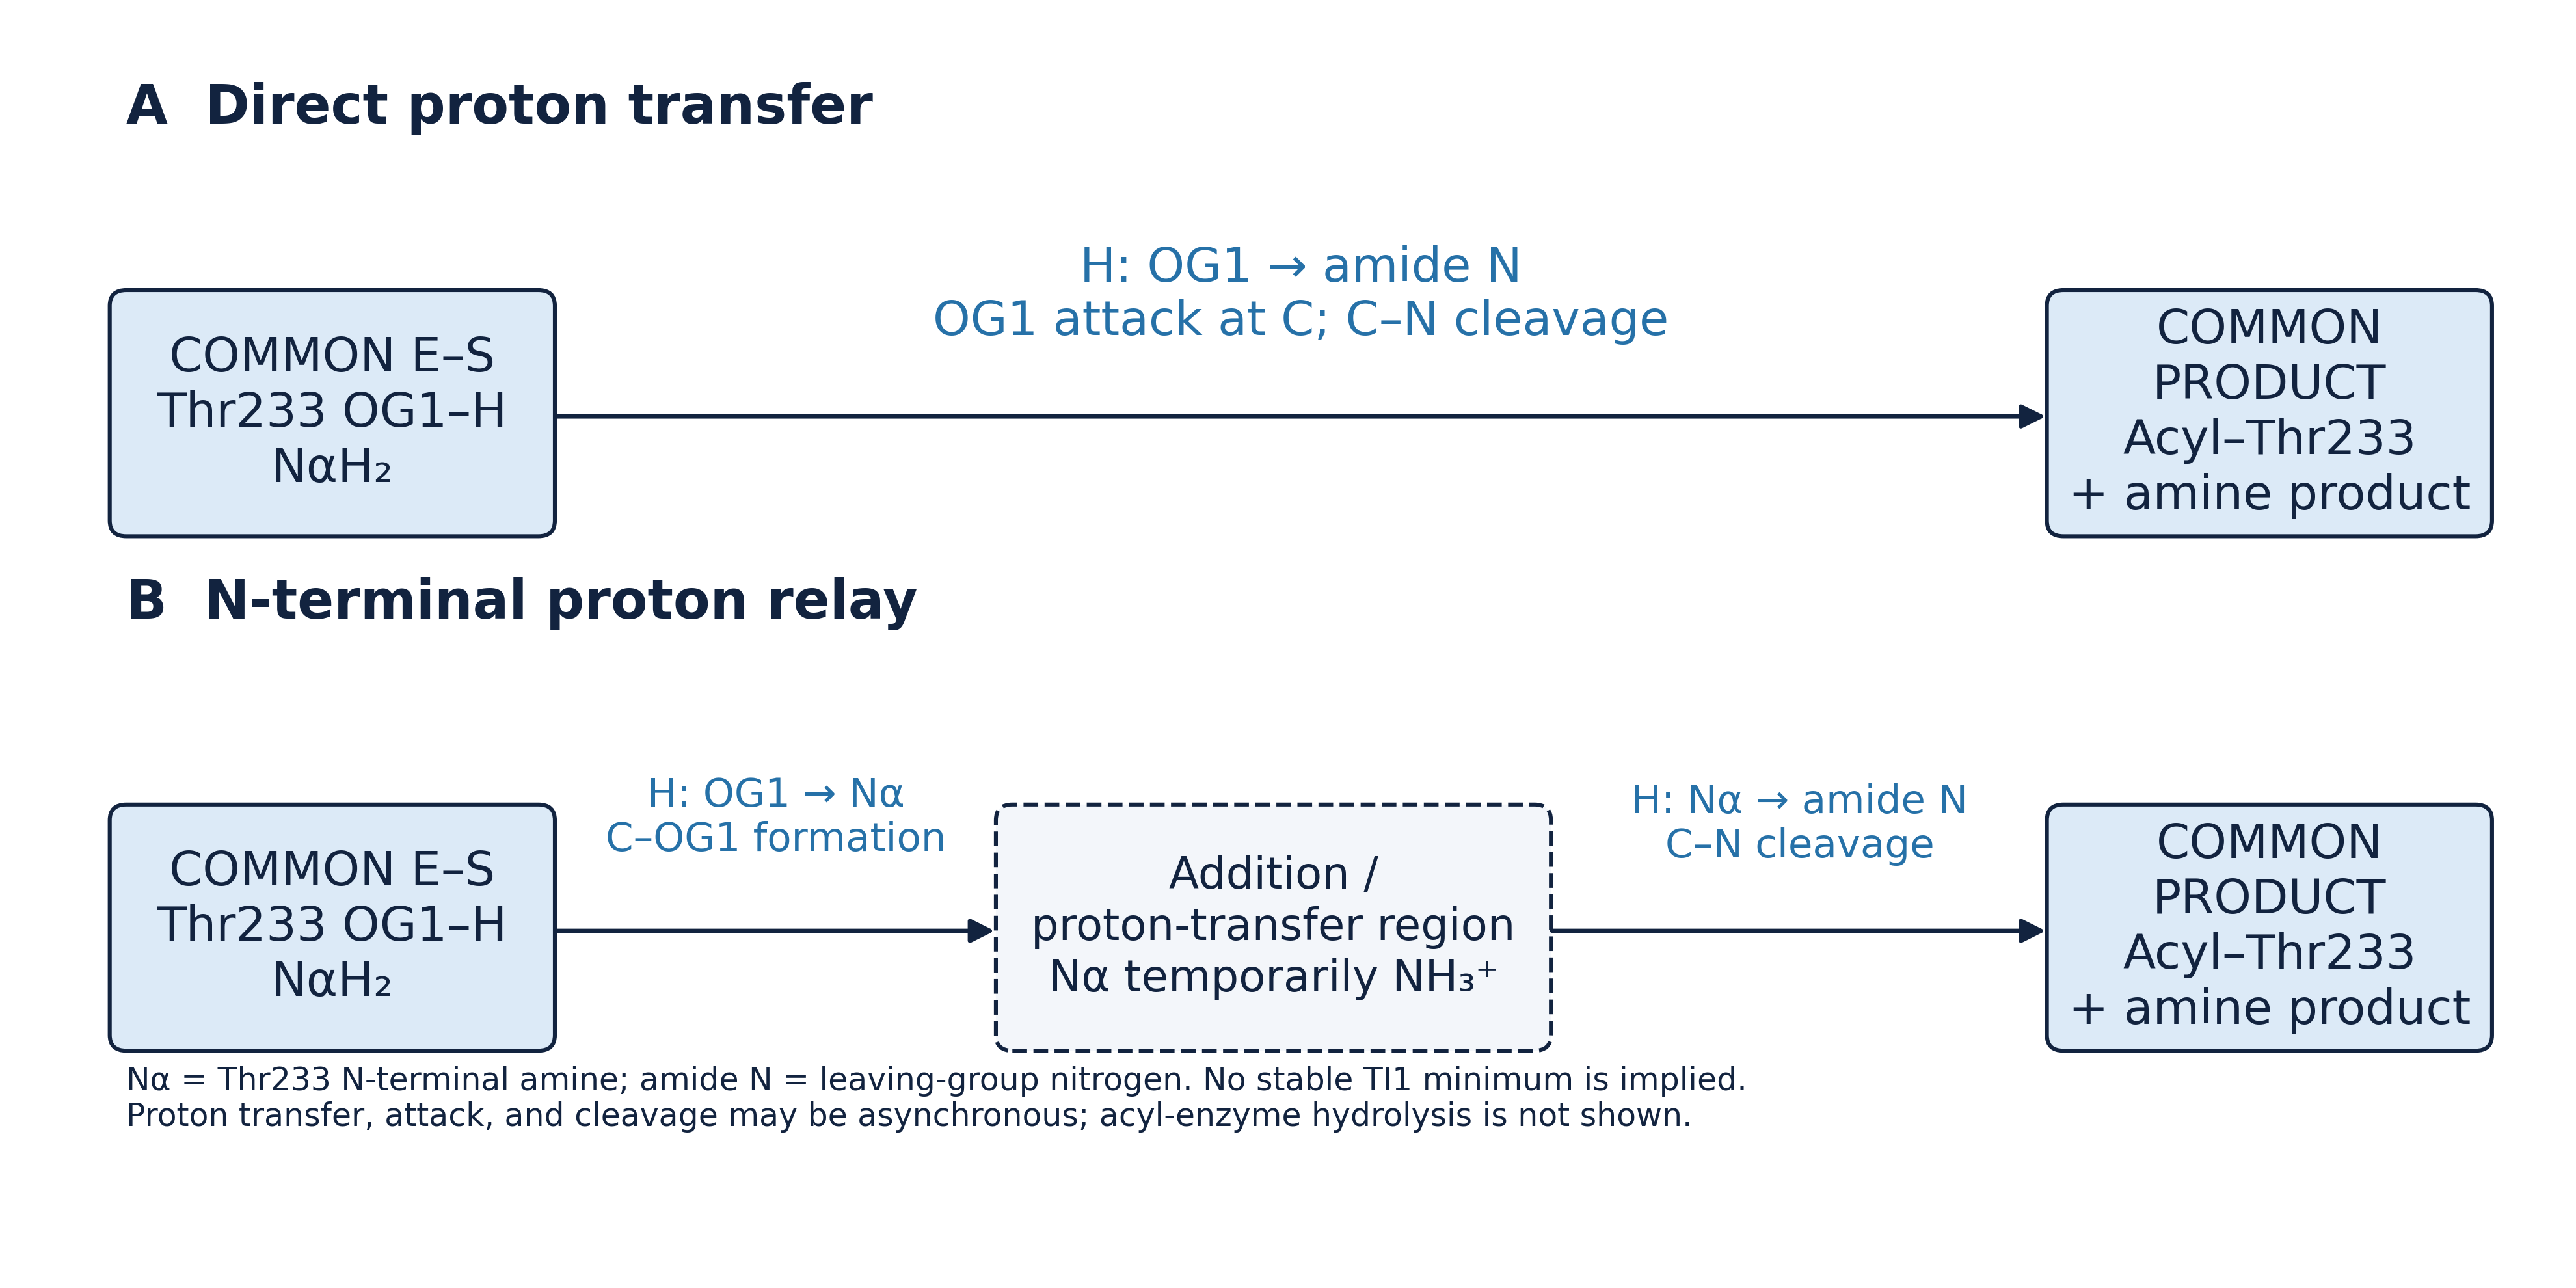 A Direct proton transfer
H: OG1 → amide N
OG1 attack at C; C–N cleavage
COMMON E–S
Thr233 OG1–H
NαH₂
COMMON
PRODUCT
Acyl–Thr233
+ amine product
B N-terminal proton relay
H: OG1 → Nα
C–OG1 formation
H: Nα → amide N
C–N cleavage
COMMON E–S
Thr233 OG1–H
NαH₂
Addition /
proton-transfer region
Nα temporarily NH₃⁺
COMMON
PRODUCT
Acyl–Thr233
+ amine product
Nα = Thr233 N-terminal amine; amide N = leaving-group nitrogen. No stable TI1 minimum is implied.
Proton transfer, attack, and cleavage may be asynchronous; acyl-enzyme hydrolysis is not shown.